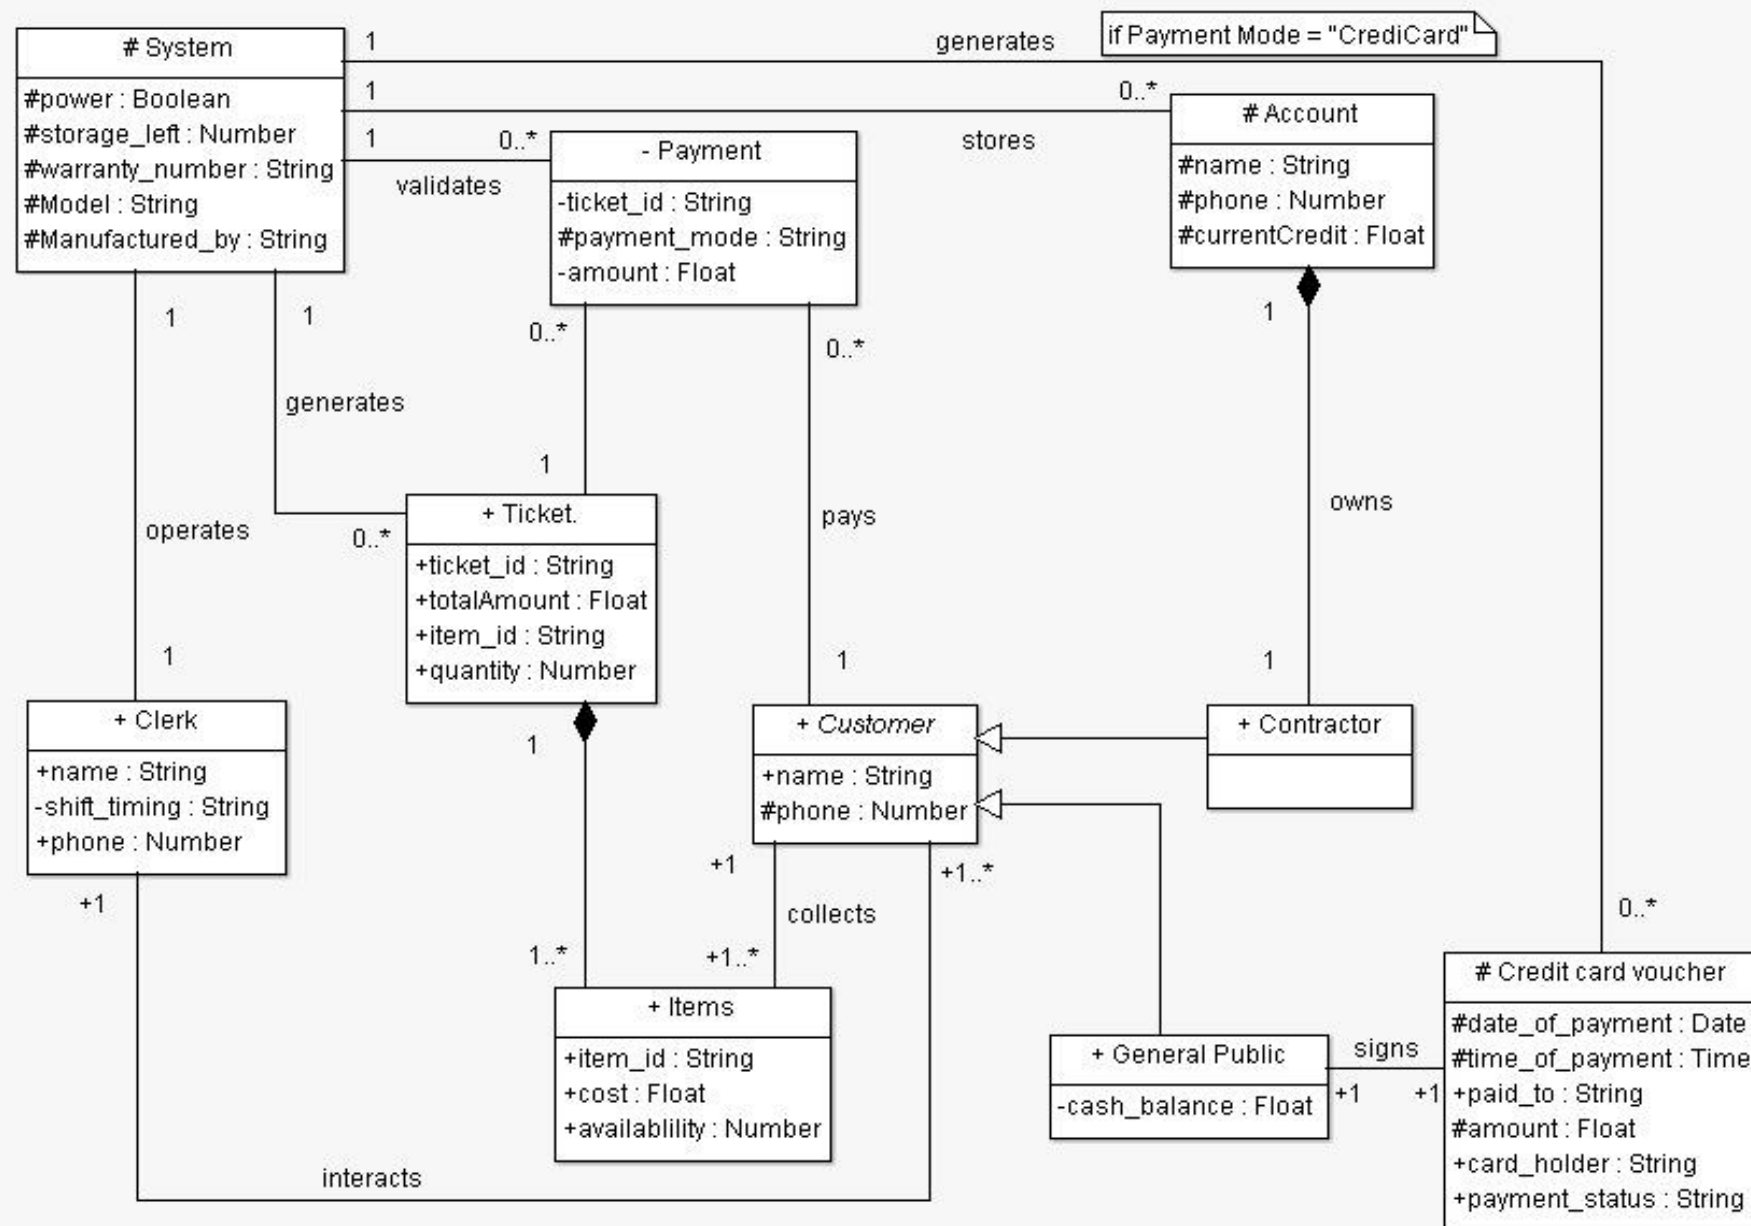 if Payment Mode = "CrediCard"
# System
#power : Boolean
#storage_left : Number
#warranty_number : String
#Model : String
#Manufactured_by : String
1
generates
1
0..*
stores
1
0..*
validates
- Payment
-ticket_id : String
#payment_mode : String
-amount : Float
# Account
#name : String
#phone : Number
#currentCredit : Float
1
1
0..*
0..*
1
generates
1
operates
0..*
pays
owns
+ Ticket.
+ticket_id : String
+totalAmount : Float
+item_id : String
+quantity : Number
1
1
1
+ Clerk
+name : String
-shift_timing : String
+phone : Number
1
+ Customer
+name : String
#phone : Number
+ Contractor
+1
+1
+1..*
collects
0..*
1..*
+1..*
+ Items
+item_id : String
+cost : Float
+availablility : Number
interacts
+ General Public
-cash_balance : Float
signs
+1
+1
# Credit card voucher
#date_of_payment : Date
#time_of_payment : Time
+paid_to : String
#amount : Float
+card_holder : String
+payment_status : String